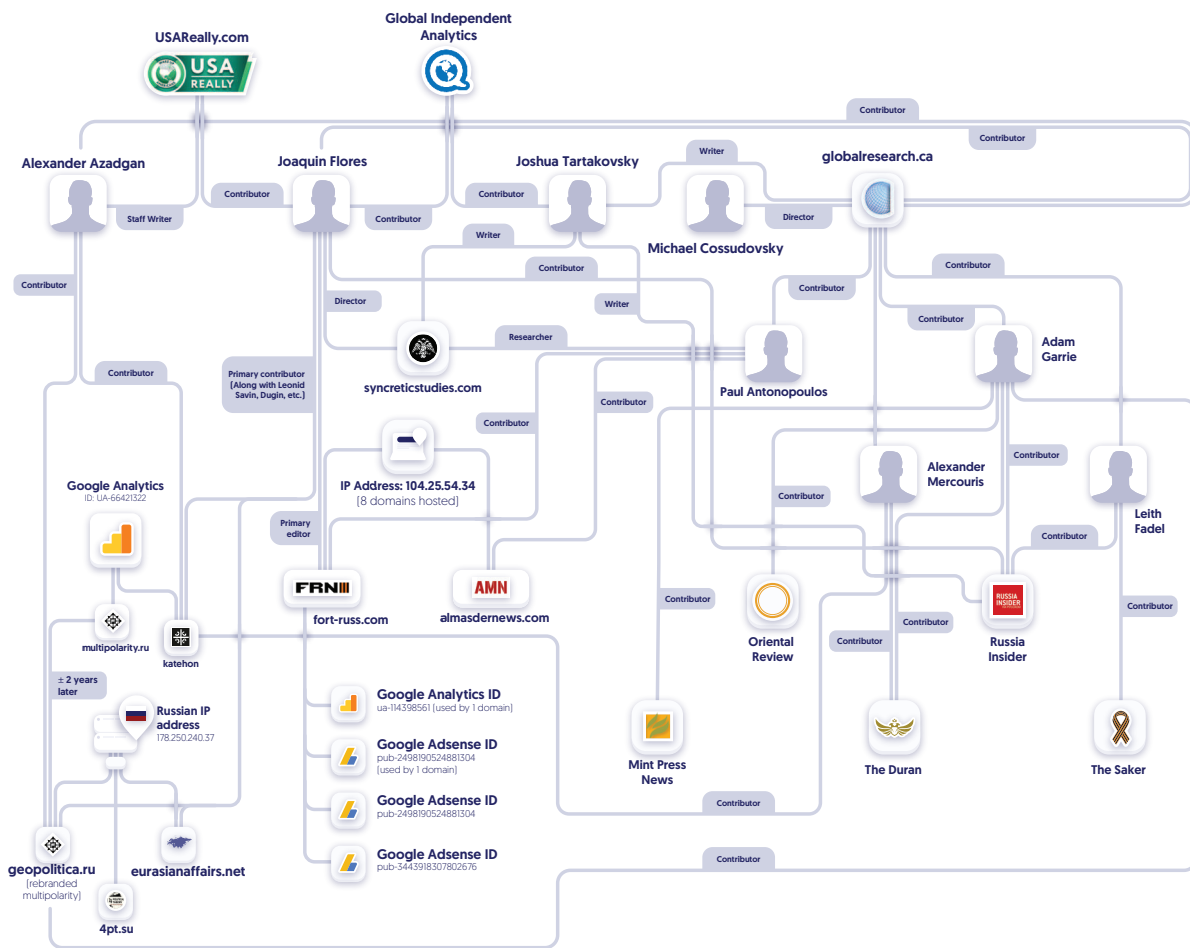 USAReally.com
Global Independent
Analytics
USA
REALLY
Contributor
Contributor
Alexander Azadgan
Joaquin Flores
Joshua Tartakovsky
Writer
globalresearch.ca
Staff Writer
Contributor
Contributor
Contributor
Director
Michael Cossudovsky
Writer
Contributor
Contributor
Contributor
Contributor
Director
Writer
Contributor
Researcher
Adam
Garrie
Contributor
Primary contributor
(Along with Leonid
Savin, Dugin, etc.)
syncreticstudies.com
Paul Antonopoulos
Contributor
Contributor
IP Address: 104.25.54.34
[8 domains hosted]
Contributor
Alexander
Mercouris
Google Analytics
ID: UA-66421322
Contributor
Leith
Fadel
Primary
editor
Contributor
FRN
fort-russ.com
AMN
almasdernews.com
Contributor
RUSSIA
INSIDER
Contributor
multipolarity.ru
katehon
Oriental
Review
Contributor
Contributor
Russia
Insider
± 2 years
later
Russian IP
address
178.250.240.37
Google Analytics ID
ua-114398561 (used by 1 domain)
Google Adsense ID
pub-2498190524881304
(used by 1 domain)
Mint Press
News
The Duran
The Saker
Google Adsense ID
pub-2498190524881304
Contributor
Google Adsense ID
pub-3443918307802676
Contributor
geopolitica.ru
(rebranded
multipolarity)
eurasianaffairs.net
4pt.su